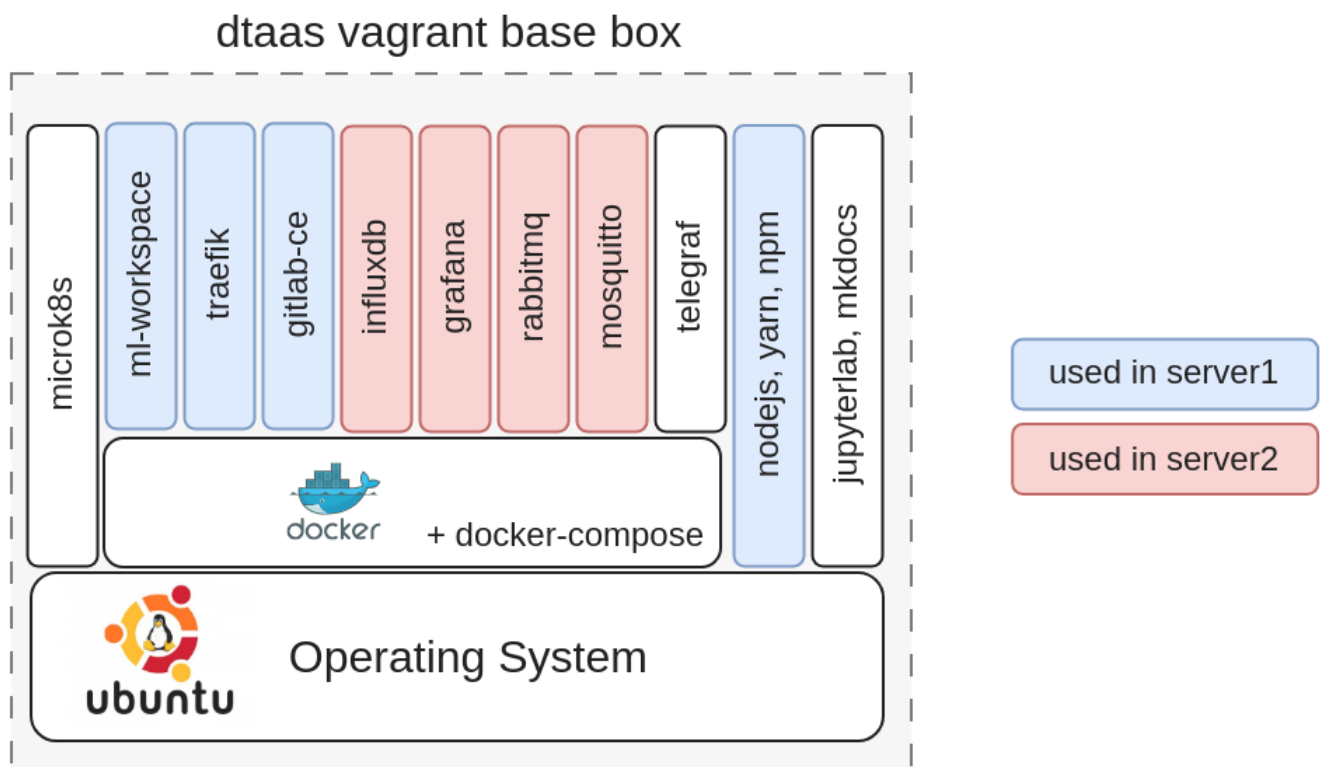 dtaas vagrant base box
microk8s
ml-workspace
traefik
gitlab-ce
influxdb
grafana
rabbitmq
mosquitto
telegraf
nodejs, yarn, npm
jupyterlab, mkdocs
used in server1
used in server2
docker
+ docker-compose
ubuntu
Operating System